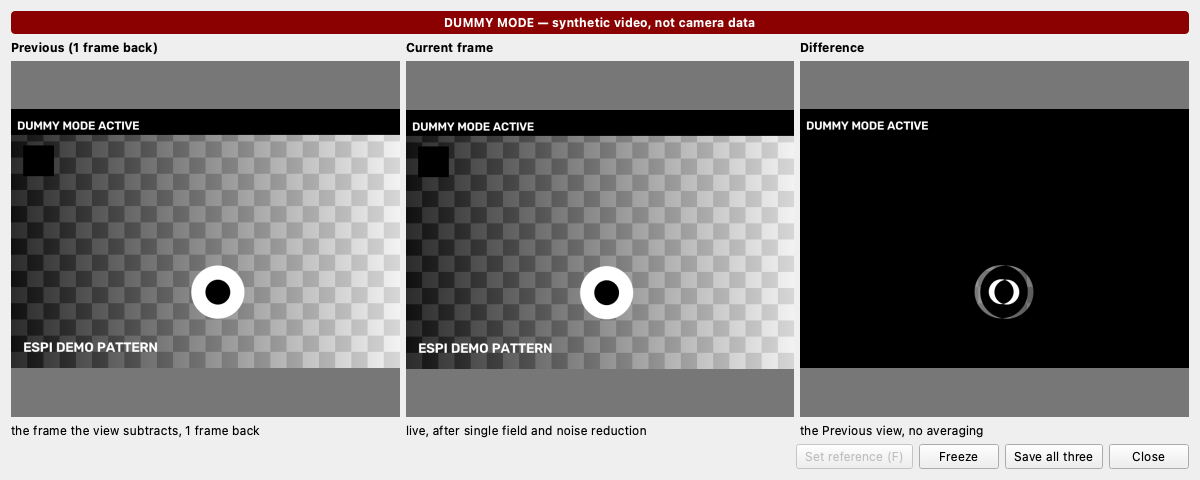 DUMMY MODE — synthetic video, not camera data
Previous (1 frame back)
Current frame
Difference
DUMMY MODE ACTIVE
DUMMY MODE ACTIVE
DUMMY MODE ACTIVE
ESPI DEMO PATTERN
ESPI DEMO PATTERN
the frame the view subtracts, 1 frame back
live, after single field and noise reduction
the Previous view, no averaging
Set reference (F)
Freeze
Save all three
Close